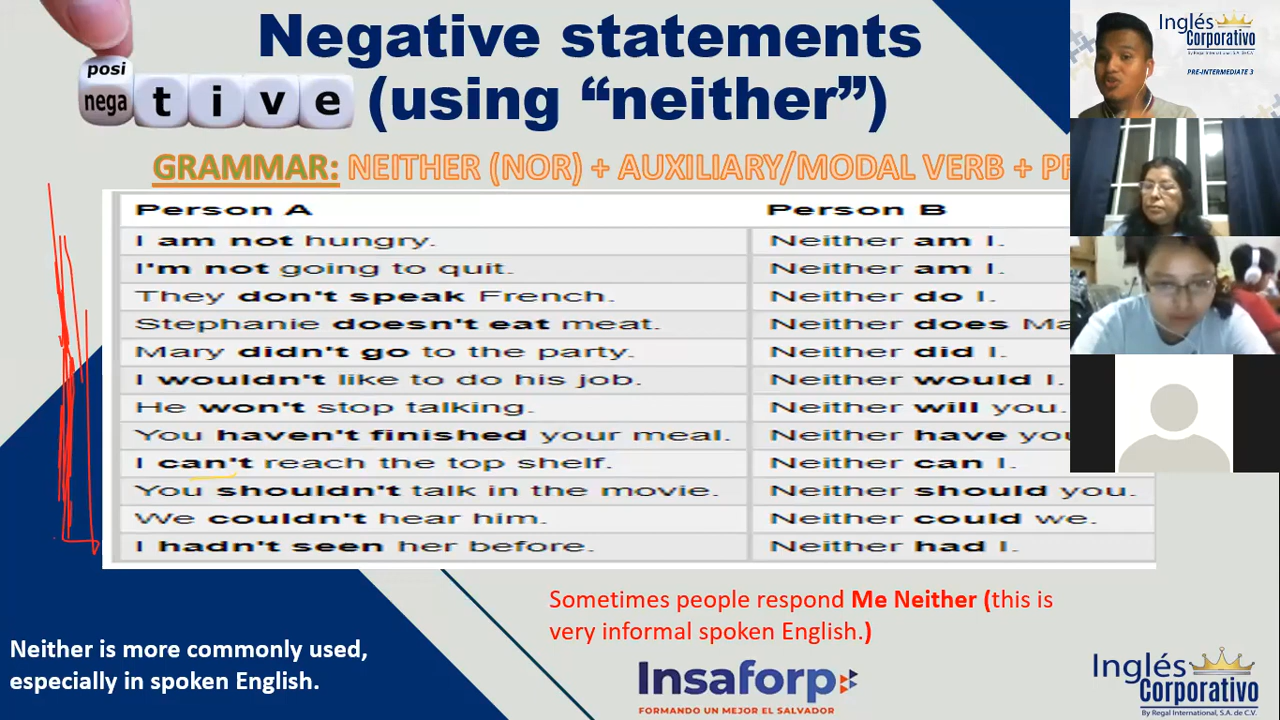 Negative statements
(using “neither”)
posi
nega t i v e
GRAMMAR: NEITHER (NOR) + AUXILIARY/MODAL VERB +
Person A Person B
I am not hungry. Neither am I.
I'm not going to quit. Neither am I.
They don't speak French. Neither do I.
Stephanie doesn't eat meat. Neither does
Mary didn't go to the party. Neither did I.
I wouldn't like to do his job. Neither would I.
He won't stop talking. Neither will you.
You haven't finished your meal. Neither have
I can't reach the top shelf. Neither can I.
You shouldn't talk in the movie. Neither should you.
We couldn't hear him. Neither could we.
I hadn't seen her before. Neither had I.
Sometimes people respond Me Neither (this is
very informal spoken English.)
Neither is more commonly used,
especially in spoken English.
Insaforp
FORMANDO UN MEJOR EL SALVADOR
Inglés
Corporativo
By Regal International, S.A. de C.V.
Inglés
Corporativo
By Regal International, S.A. de C.V.
PRE-INTERMEDIATE 3